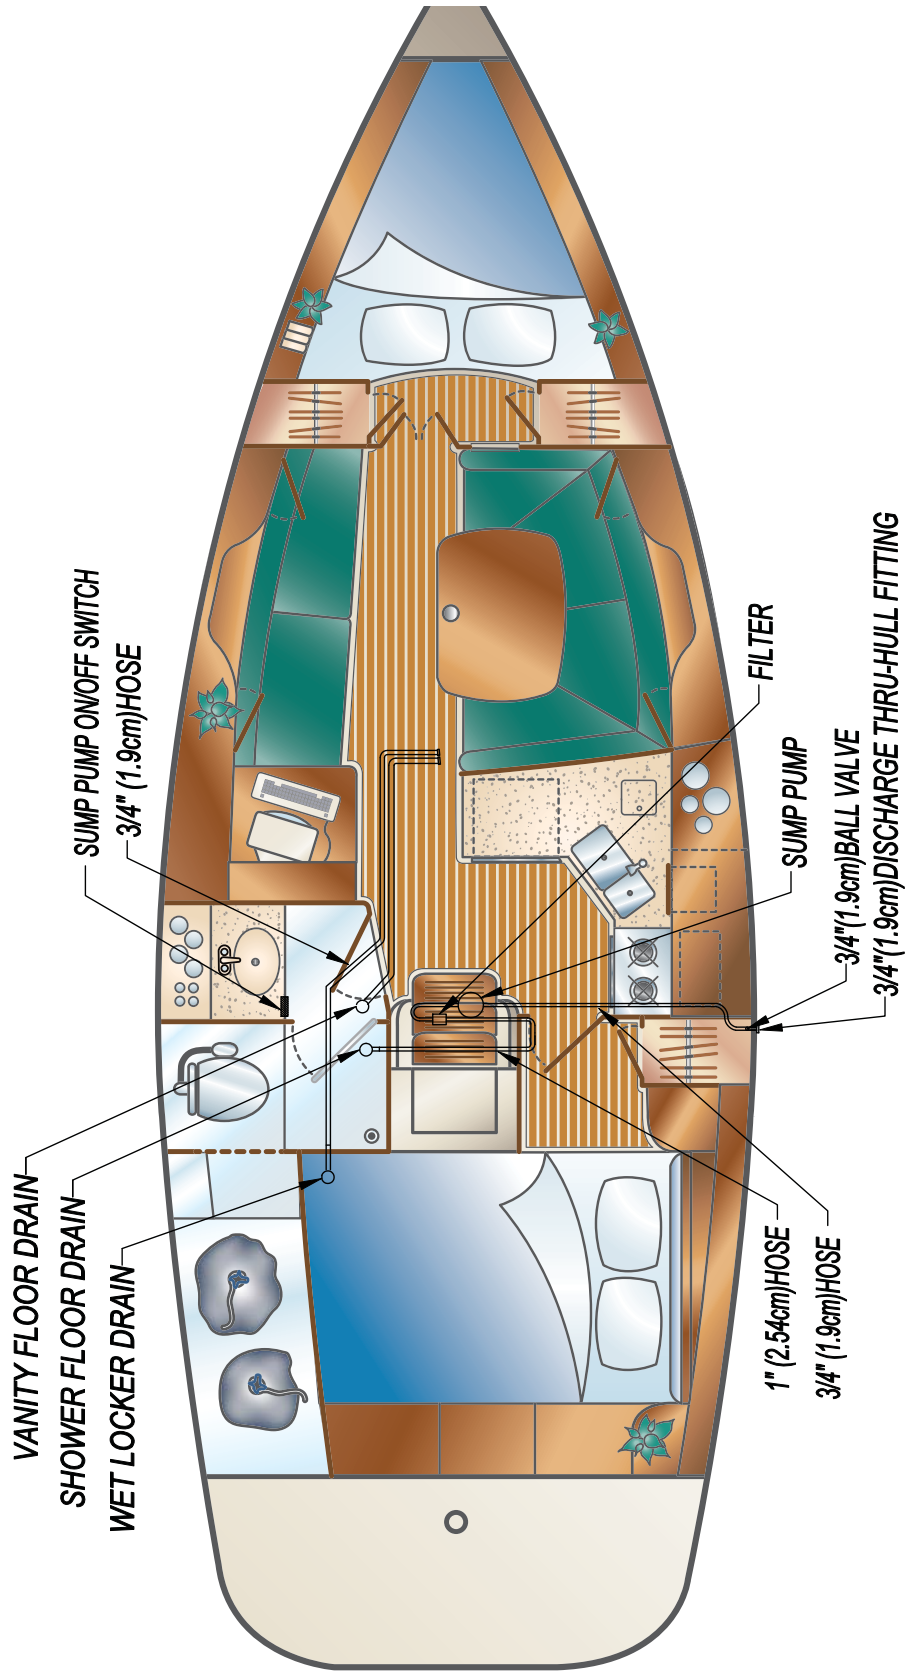 SUMP PUMP ON/OFF SWITCH
3/4" (1.9cm)HOSE
FILTER
SUMP PUMP
3/4"(1.9cm)BALL VALVE
3/4"(1.9cm)DISCHARGE THRU-HULL FITTING
VANITY FLOOR DRAIN
SHOWER FLOOR DRAIN
WET LOCKER DRAIN
1" (2.54cm)HOSE
3/4" (1.9cm)HOSE